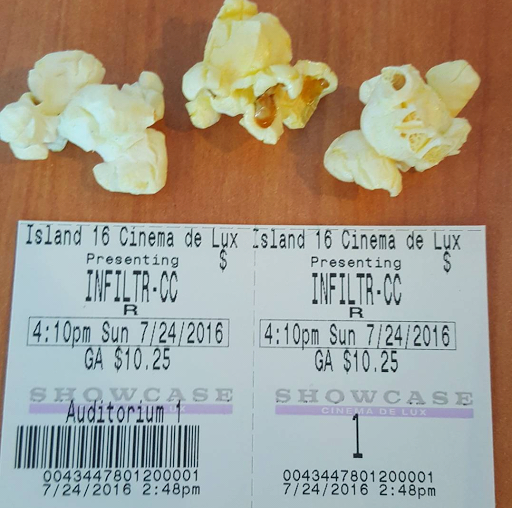 Island 16 Cinema de Lux
$
Presenting
INFILTR-CC
R
4:10pm Sun 7/24/2016
GA $10.25
SHOWCASE
Auditorium 1
0043447801200001
7/24/2016 2:48pm
Island 16 Cinema de Lux
$
Presenting
INFILTR-CC
R
4:10pm Sun 7/24/2016
GA $10.25
SHOWCASE
CINEMA DE LUX
1
0043447801200001
7/24/2016 2:48pm